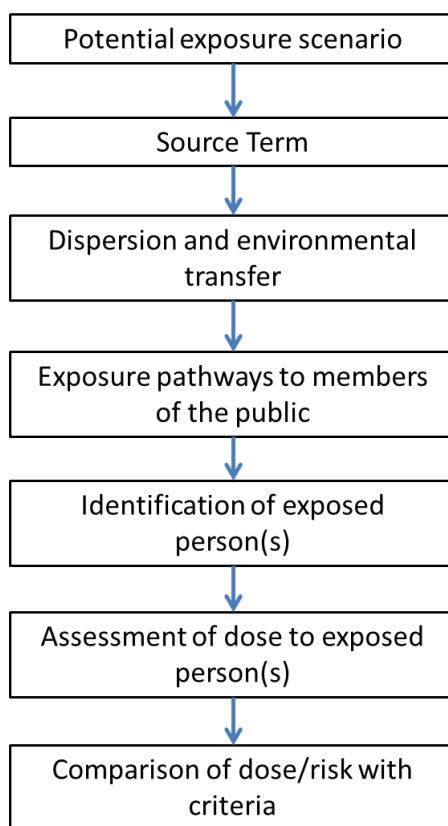 Potential exposure scenario
Source Term
Dispersion and environmental
transfer
Exposure pathways to members
of the public
Identification of exposed
person(s)
Assessment of dose to exposed
person(s)
Comparison of dose/risk with
criteria